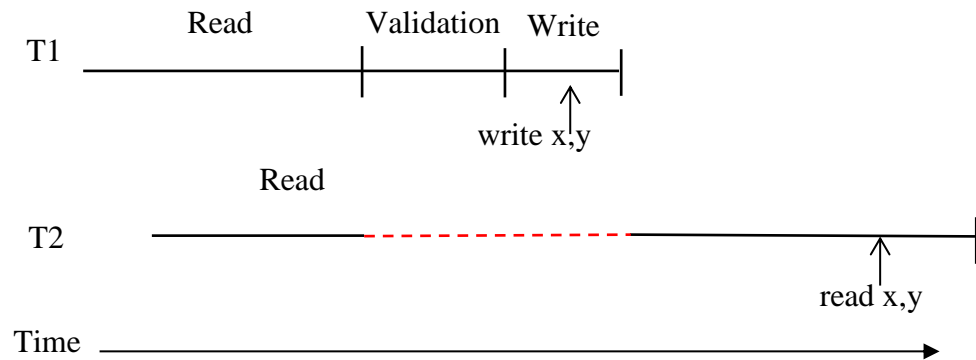 Read Validation Write
T1
write x,y
Read
T2
read x,y
Time